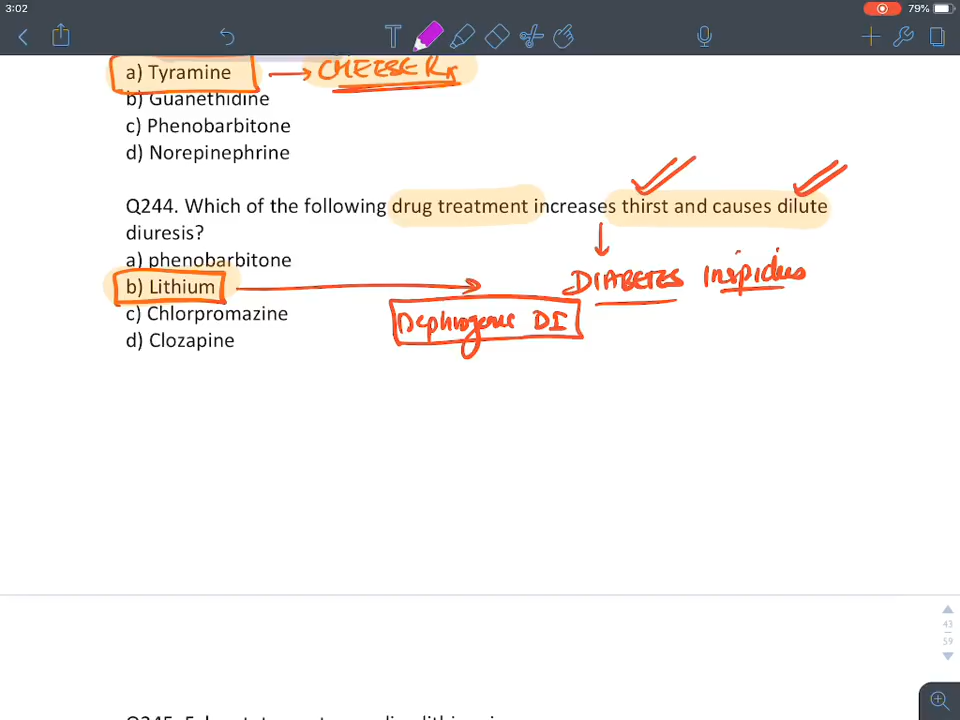 3:02
79%
T
a) Tyramine → CHEESE Rx
b) Guanethidine
c) Phenobarbitone
d) Norepinephrine
Q244. Which of the following drug treatment increases thirst and causes dilute
diuresis?
a) phenobarbitone
DIABETES Insipidus
b) Lithium
c) Chlorpromazine
Nephrogenic DI
d) Clozapine
43
59